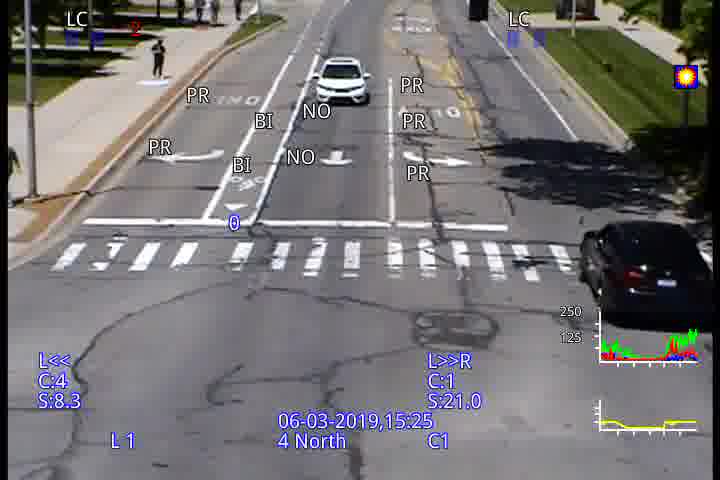 LC
LC
2
PR
PR
NO
BI
PR
PR
NO
BI
PR
0
250
125
L<<
C:4
S:8.3
L>>R
C:1
S:21.0
06-03-2019,15:25
L 1
4 North
C1